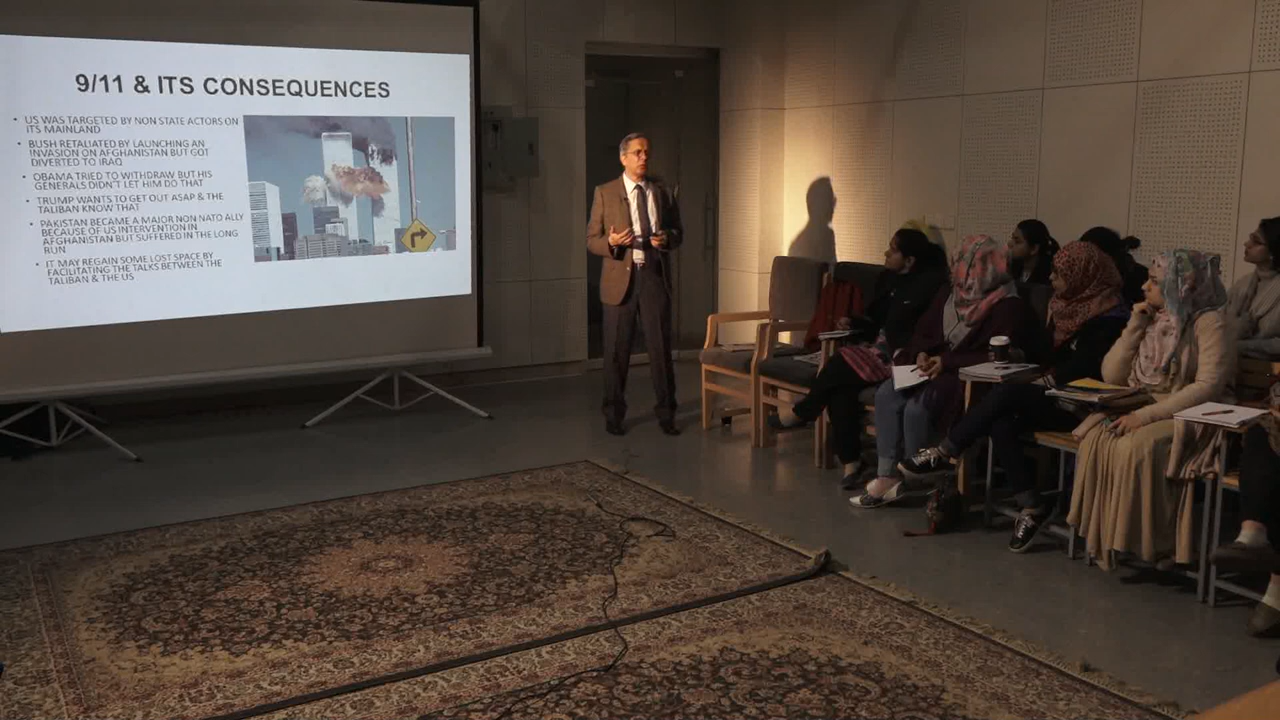 9/11 & ITS CONSEQUENCES
• US WAS TARGETED BY NON STATE ACTORS ON
ITS MAINLAND
• BUSH RETALIATED BY LAUNCHING AN
INVASION ON AFGHANISTAN BUT GOT
DIVERTED TO IRAQ
• OBAMA TRIED TO WITHDRAW BUT HIS
GENERALS DIDN'T LET HIM DO THAT
• TRUMP WANTS TO GET OUT ASAP & THE
TALIBAN KNOW THAT
• PAKISTAN BECAME A MAJOR NON NATO ALLY
BECAUSE OF US INTERVENTION IN
AFGHANISTAN BUT SUFFERED IN THE LONG
RUN
• IT MAY REGAIN SOME LOST SPACE BY
FACILITATING THE TALKS BETWEEN THE
TALIBAN & THE US